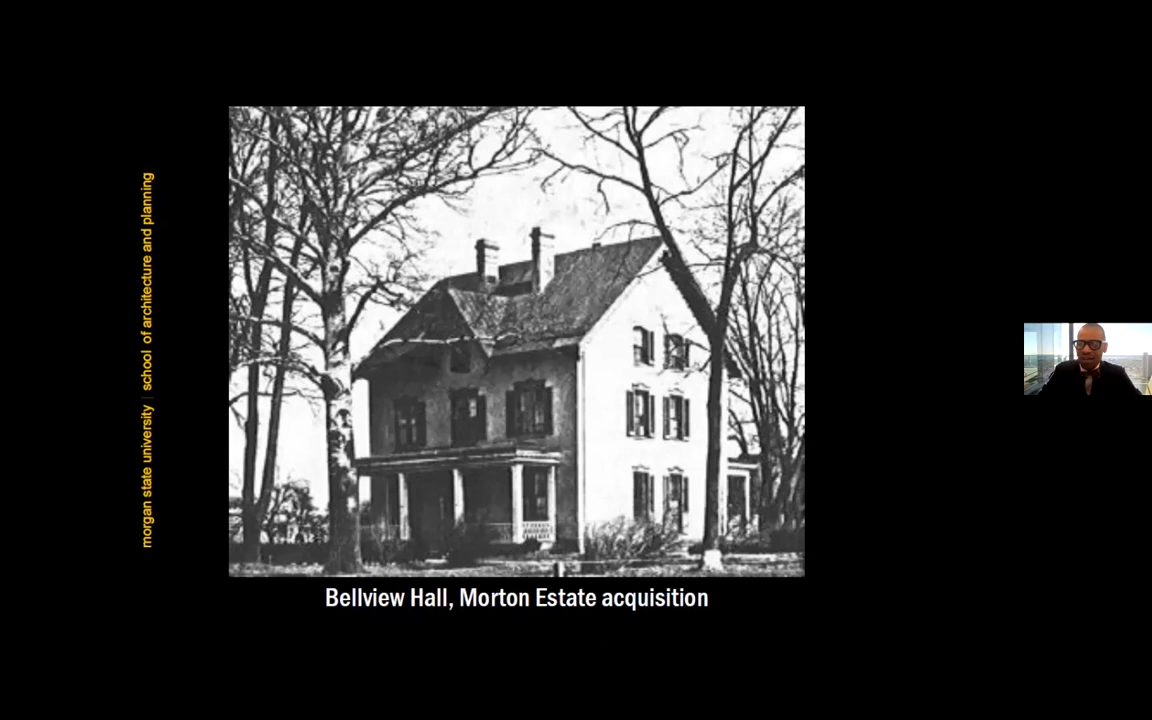 morgan state university | school of architecture and planning
Bellview Hall, Morton Estate acquisition